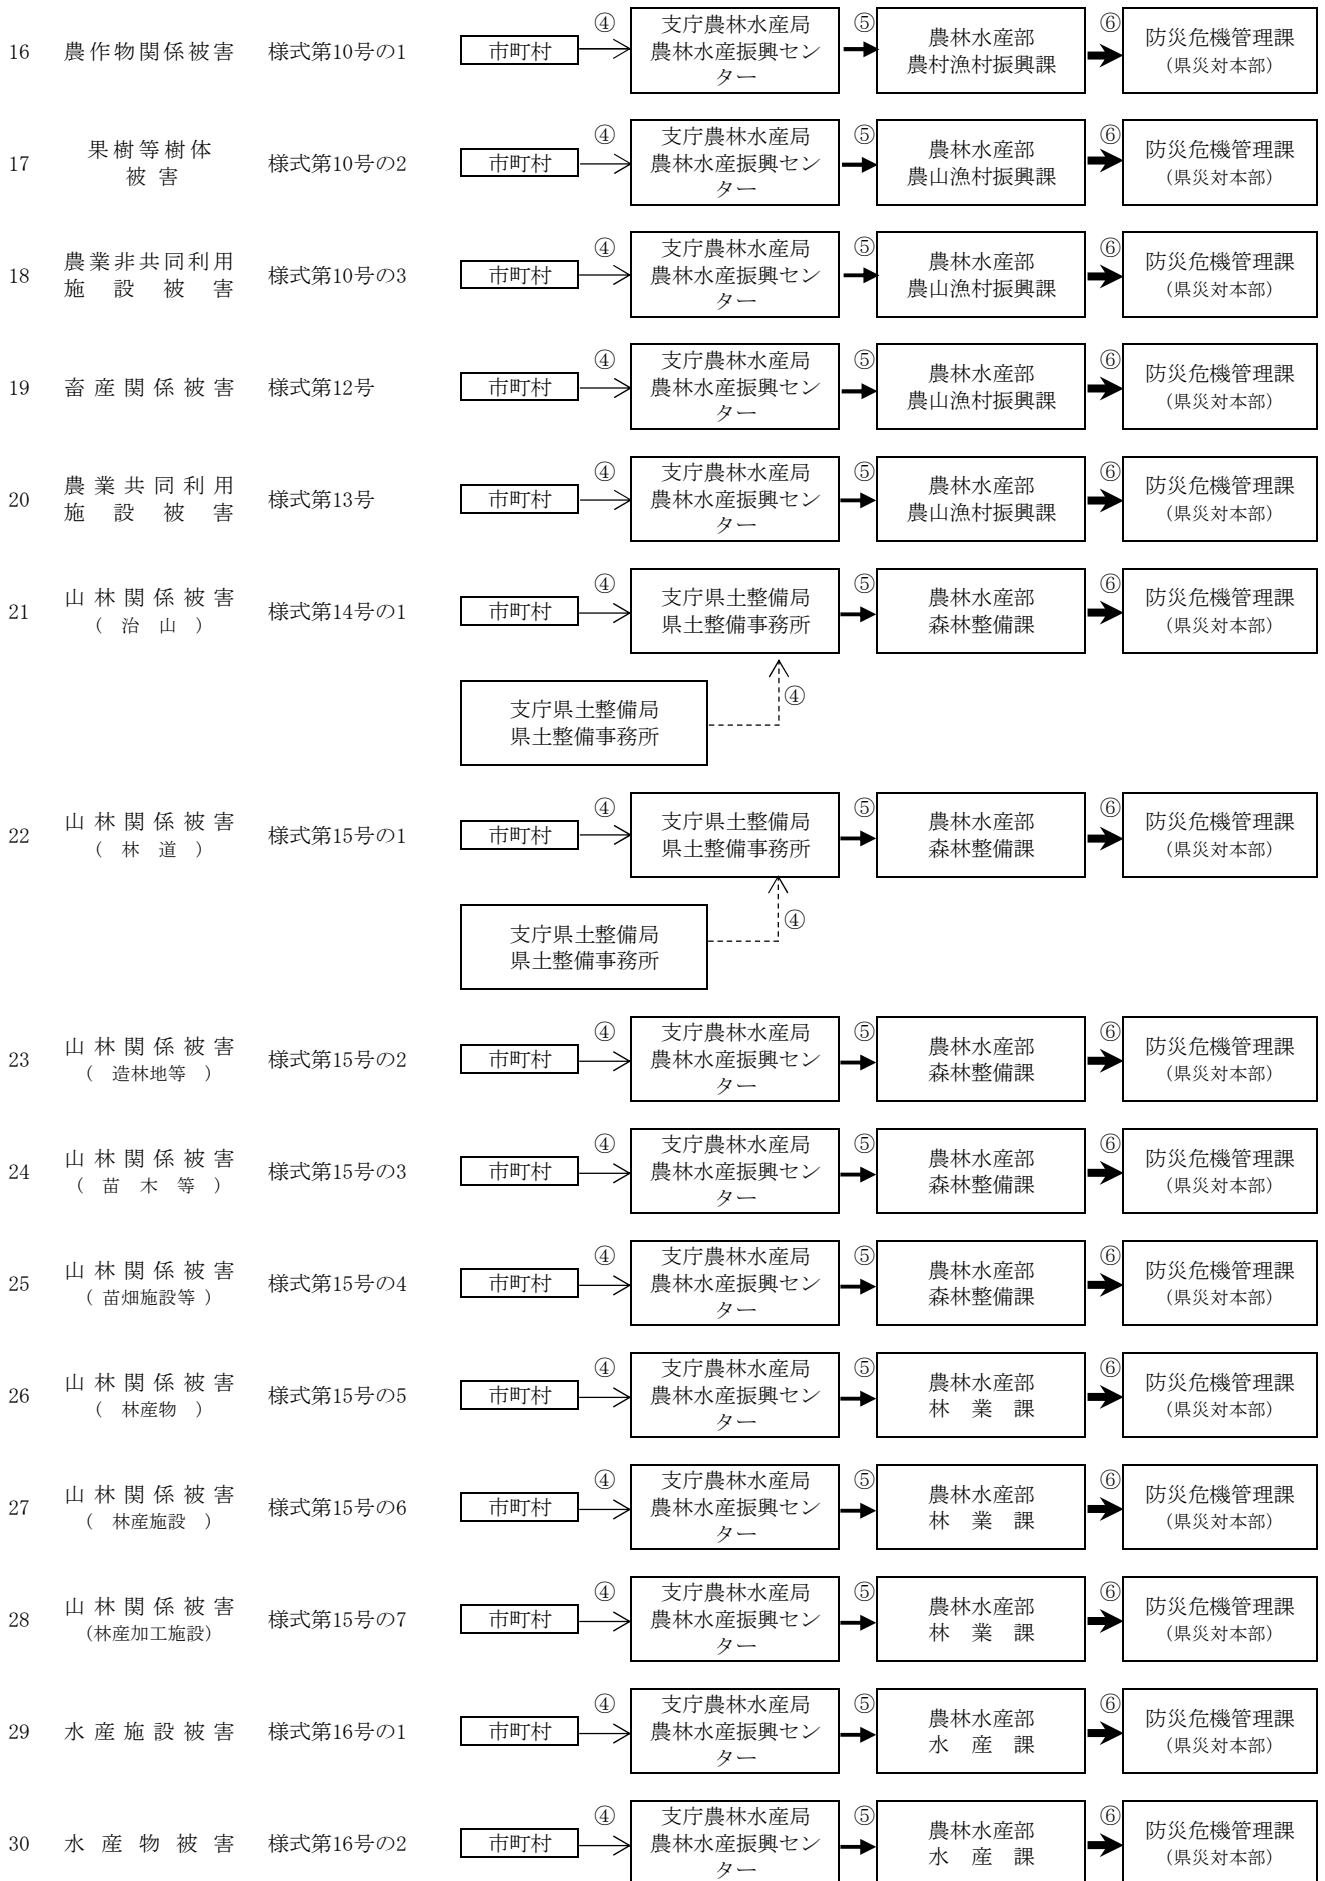 ④ 支庁農林水産局 ⑤ ⑥
16 農作物関係被害 様式第10号の1 市町村 農林水産振興セン 農林水産部 防災危機管理課
ター 農村漁村振興課 (県災対本部)
④ 支庁農林水産局 ⑤ ⑥
果樹等樹体 農林水産部 防災危機管理課
17 様式第10号の2 市町村 農林水産振興セン
被害 ター 農山漁村振興課 (県災対本部)
④ 支庁農林水産局 ⑤ ⑥
農業非共同利用 農林水産部 防災危機管理課
18 様式第10号の3 市町村 農林水産振興セン
施設被害 ター 農山漁村振興課 (県災対本部)
④ 支庁農林水産局 ⑤ ⑥
19 畜産関係被害 様式第12号 市町村 農林水産振興セン 農林水産部 防災危機管理課
ター 農山漁村振興課 (県災対本部)
④ 支庁農林水産局 ⑤ ⑥
農業共同利用 農林水産部 防災危機管理課
20 様式第13号 市町村 農林水産振興セン
施設被害 ター 農山漁村振興課 (県災対本部)
④ ⑤ ⑥
山林関係被害 支庁県土整備局 農林水産部 防災危機管理課
21 様式第14号の1 市町村
(治山) 県土整備事務所 森林整備課 (県災対本部)
④
支庁県土整備局
県土整備事務所
④ ⑤ ⑥
山林関係被害 支庁県土整備局 農林水産部 防災危機管理課
22 様式第15号の1 市町村
(林道) 県土整備事務所 森林整備課 (県災対本部)
④
支庁県土整備局
県土整備事務所
④ 支庁農林水産局 ⑤ ⑥
山林関係被害 農林水産部 防災危機管理課
23 様式第15号の2 市町村 農林水産振興セン
(造林地等) ター 森林整備課 (県災対本部)
④ 支庁農林水産局 ⑤ ⑥
山林関係被害 農林水産部 防災危機管理課
24 様式第15号の3 市町村 農林水産振興セン
(苗木等) ター 森林整備課 (県災対本部)
④ 支庁農林水産局 ⑤ ⑥
山林関係被害 農林水産部 防災危機管理課
25 様式第15号の4 市町村 農林水産振興セン
(苗畑施設等) ター 森林整備課 (県災対本部)
④ 支庁農林水産局 ⑤ ⑥
山林関係被害 農林水産部 防災危機管理課
26 様式第15号の5 市町村 農林水産振興セン
(林産物) ター 林業課 (県災対本部)
④ 支庁農林水産局 ⑤ ⑥
山林関係被害 農林水産部 防災危機管理課
27 様式第15号の6 市町村 農林水産振興セン
(林産施設) ター 林業課 (県災対本部)
④ 支庁農林水産局 ⑤ ⑥
山林関係被害 農林水産部 防災危機管理課
28 様式第15号の7 市町村 農林水産振興セン
(林産加工施設) ター 林業課 (県災対本部)
④ 支庁農林水産局 ⑤ ⑥
29 水産施設被害 様式第16号の1 市町村 農林水産振興セン 農林水産部 防災危機管理課
ター 水産課 (県災対本部)
④ 支庁農林水産局 ⑤ ⑥
30 水産物被害 様式第16号の2 市町村 農林水産振興セン 農林水産部 防災危機管理課
ター 水産課 (県災対本部)